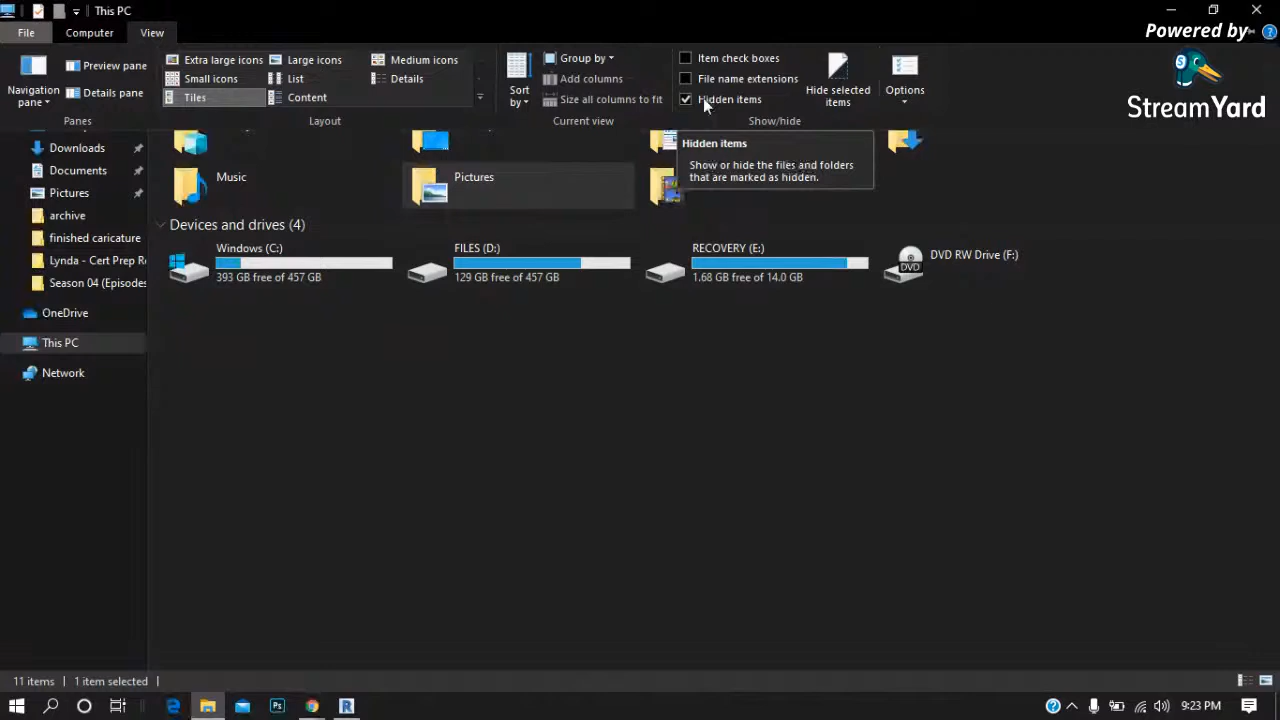 This PC
File Computer View
Powered by
StreamYard
Preview pane
Details pane
Navigation pane
Panes
Extra large icons Large icons Medium icons
Small icons List Details
Tiles Content
Layout
Sort by
Group by
Add columns
Size all columns to fit
Current view
Item check boxes
File name extensions
Hidden items
Hide selected items
Show/hide
Options
Hidden items
Show or hide the files and folders
that are marked as hidden.
Downloads
Documents
Pictures
archive
finished caricature
Lynda - Cert Prep R
Season 04 (Episodes
OneDrive
This PC
Network
Music
Pictures
Devices and drives (4)
Windows (C:)
393 GB free of 457 GB
FILES (D:)
129 GB free of 457 GB
RECOVERY (E:)
1.68 GB free of 14.0 GB
DVD RW Drive (F:)
DVD
11 items 1 item selected
Ps
R
9:23 PM